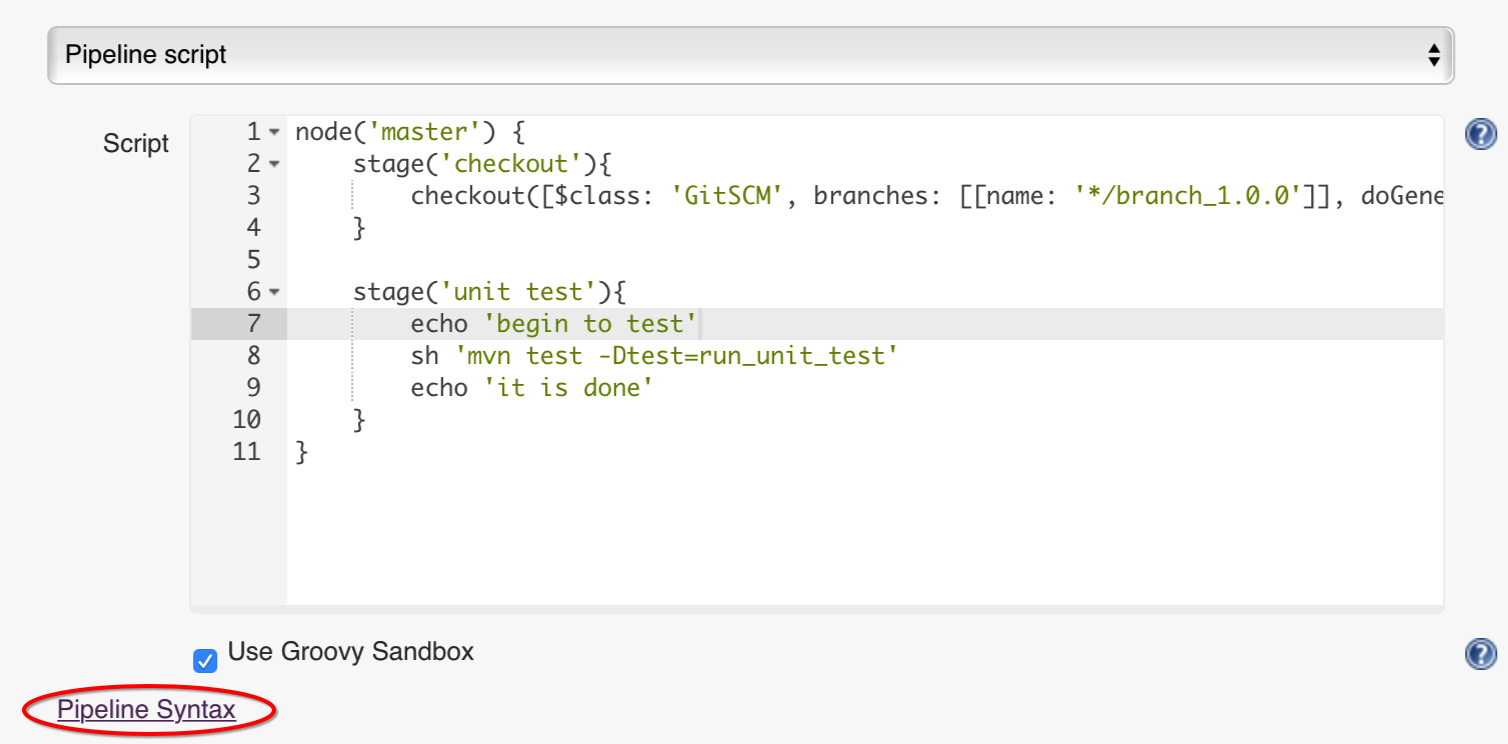 Pipeline script
Script
1 node('master') {
2 stage('checkout'){
3 checkout([$class: 'GitSCM', branches: [[name: '*/branch_1.0.0']], doGene
4 }
5
6 stage('unit test'){
7 echo 'begin to test'
8 sh 'mvn test -Dtest=run_unit_test'
9 echo 'it is done'
10 }
11 }
Use Groovy Sandbox
Pipeline Syntax